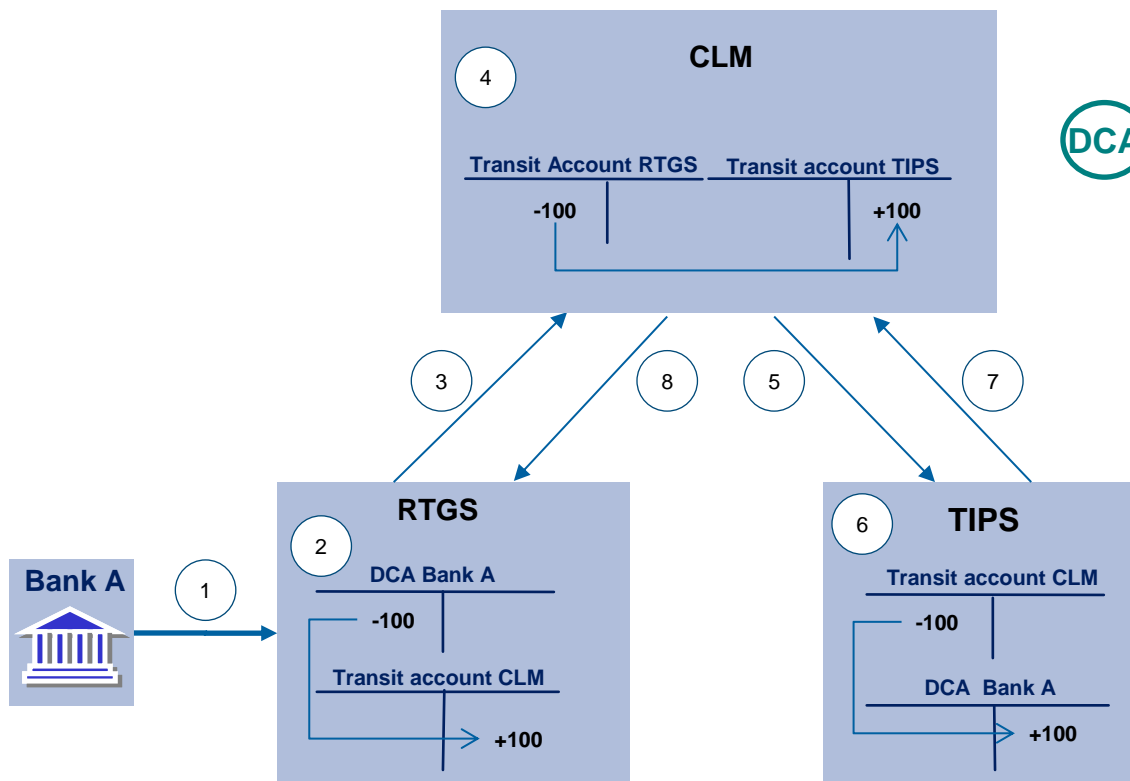 CLM
4
DCA
Transit Account RTGS
Transit account TIPS
-100
+100
3
8
5
7
RTGS
2
DCA Bank A
-100
Transit account CLM
+100
TIPS
6
Transit account CLM
-100
DCA Bank A
+100
Bank A
1